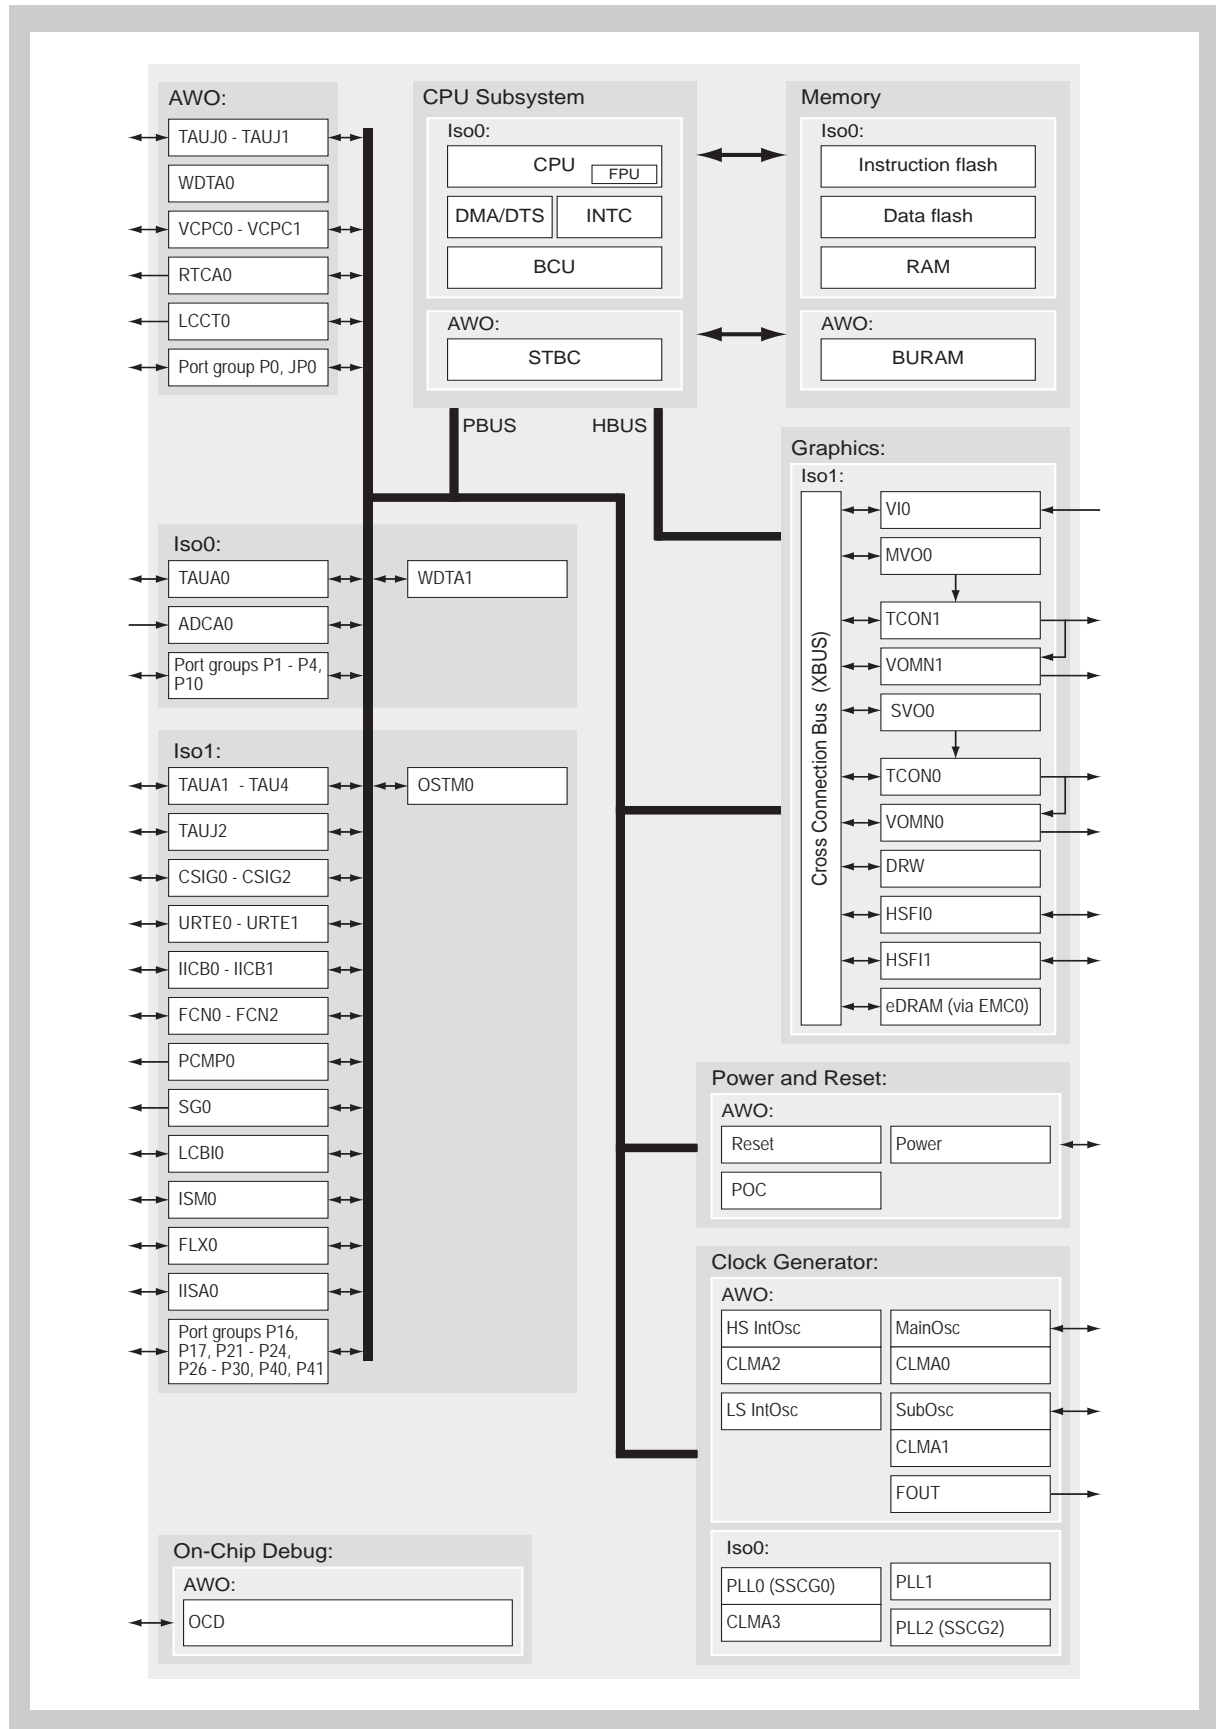 AWO:
TAUJ0 - TAUJ1
WDTA0
VCPC0 - VCPC1
RTCA0
LCCT0
Port group P0, JP0
CPU Subsystem
Iso0:
CPU
FPU
DMA/DTS
INTC
BCU
AWO:
STBC
Memory
Iso0:
Instruction flash
Data flash
RAM
AWO:
BURAM
PBUS
HBUS
Iso0:
TAUA0
ADCA0
Port groups P1 - P4,
P10
WDTA1
Iso1:
TAUA1 - TAU4
TAUJ2
CSIG0 - CSIG2
URTE0 - URTE1
IICB0 - IICB1
FCN0 - FCN2
PCMP0
SG0
LCBI0
ISM0
FLX0
IISA0
Port groups P16,
P17, P21 - P24,
P26 - P30, P40, P41
OSTM0
Graphics:
Iso1:
Cross Connection Bus (XBUS)
VI0
MVO0
TCON1
VOMN1
SVO0
TCON0
VOMN0
DRW
HSFI0
HSFI1
eDRAM (via EMC0)
Power and Reset:
AWO:
Reset
Power
POC
Clock Generator:
AWO:
HS IntOsc
CLMA2
LS IntOsc
MainOsc
CLMA0
SubOsc
CLMA1
FOUT
Iso0:
PLL0 (SSCG0)
CLMA3
PLL1
PLL2 (SSCG2)
On-Chip Debug:
AWO:
OCD